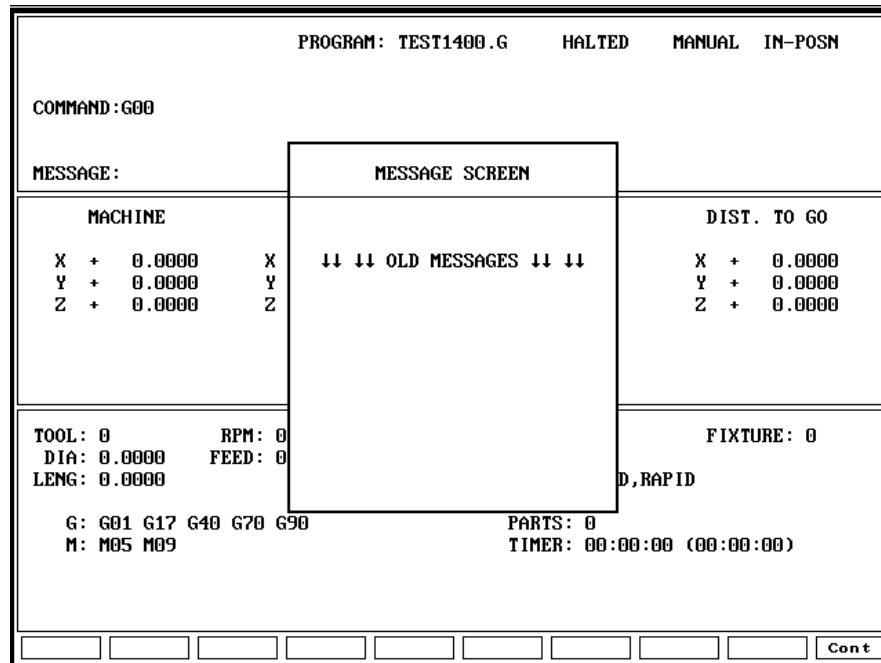 PROGRAM: TEST1400.G HALTED MANUAL IN-POSN
COMMAND:G00
MESSAGE:
MESSAGE SCREEN
↓↓ ↓↓ OLD MESSAGES ↓↓ ↓↓
MACHINE
X + 0.0000 X
Y + 0.0000 Y
Z + 0.0000 Z
DIST. TO GO
X + 0.0000
Y + 0.0000
Z + 0.0000
TOOL: 0 RPM: 0 FIXTURE: 0
DIA: 0.0000 FEED: 0
LENG: 0.0000 D,RAPID
G: G01 G17 G40 G70 G90 PARTS: 0
M: M05 M09 TIMER: 00:00:00 (00:00:00)
Cont